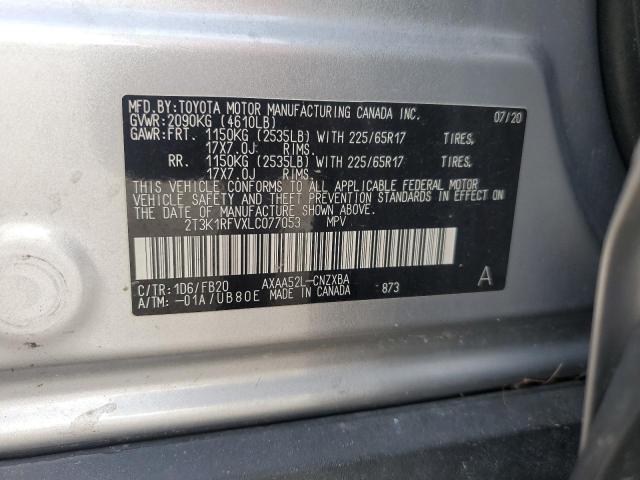 MFD.BY:TOYOTA MOTOR MANUFACTURING CANADA INC. 07/20
GVWR:2090KG (4610LB)
GAWR:FRT. 1150KG (2535LB) WITH 225/65R17 TIRES,
17X7.0J RIMS.
RR. 1150KG (2535LB) WITH 225/65R17 TIRES,
17X7.0J RIMS.
THIS VEHICLE CONFORMS TO ALL APPLICABLE FEDERAL MOTOR
VEHICLE SAFETY AND THEFT PREVENTION STANDARDS IN EFFECT
ON THE DATE OF MANUFACTURE SHOWN ABOVE.
2T3K1RFVXLC077053 MPV
C/TR:1D6/FB20 AXAA52L-CNZXBA 873 A
A/TM:-01A/UB80E MADE IN CANADA